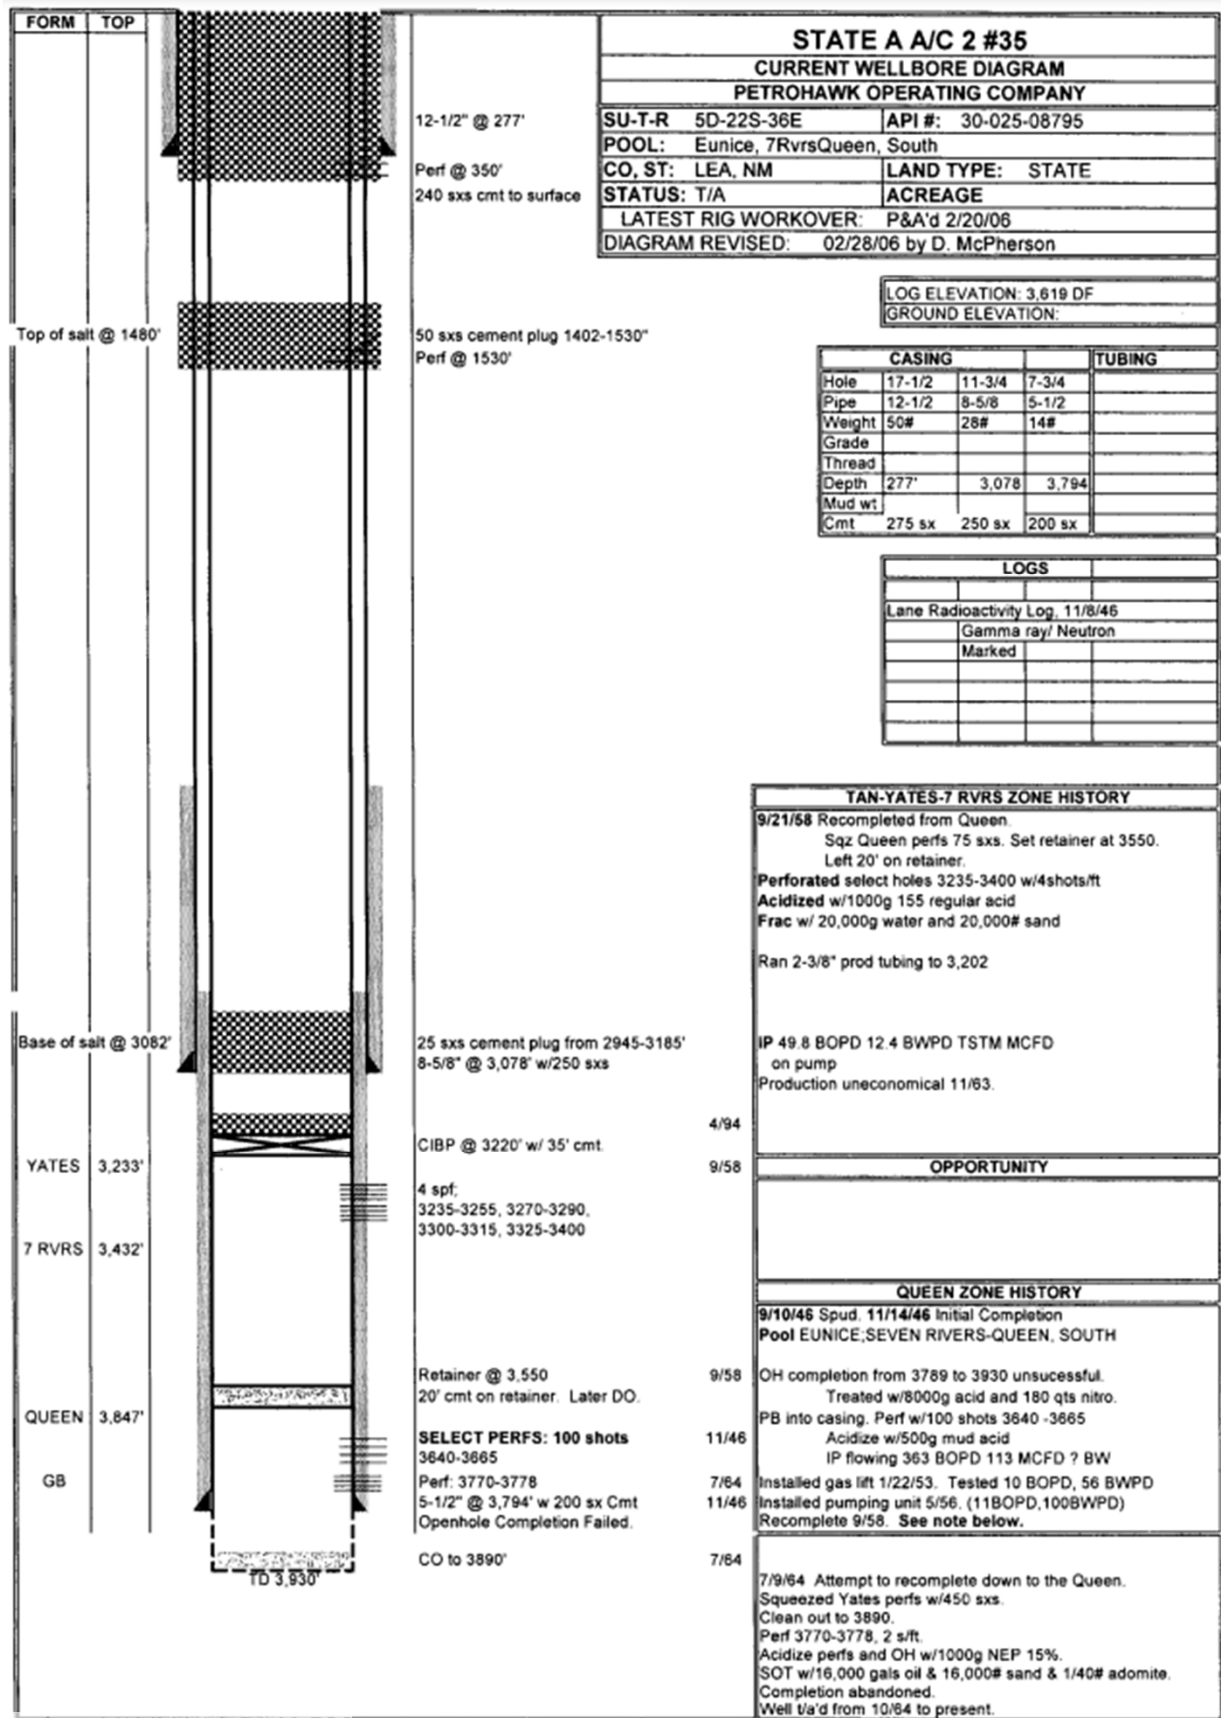 FORM TOP
STATE A A/C 2 #35
CURRENT WELLBORE DIAGRAM
PETROHAWK OPERATING COMPANY
SU-T-R 5D-22S-36E API #: 30-025-08795
POOL: Eunice, 7RvrsQueen, South
CO, ST: LEA, NM LAND TYPE: STATE
STATUS: T/A ACREAGE
LATEST RIG WORKOVER: P&A'd 2/20/06
DIAGRAM REVISED: 02/28/06 by D. McPherson
12-1/2" @ 277'
Perf @ 350'
240 sxs cmt to surface
LOG ELEVATION: 3,619 DF
GROUND ELEVATION:
Top of salt @ 1480'
50 sxs cement plug 1402-1530"
Perf @ 1530'
CASING TUBING
Hole 17-1/2 11-3/4 7-3/4
Pipe 12-1/2 8-5/8 5-1/2
Weight 50# 28# 14#
Grade
Thread
Depth 277' 3,078 3,794
Mud wt
Cmt 275 sx 250 sx 200 sx
LOGS
Lane Radioactivity Log, 11/8/46
Gamma ray/ Neutron
Marked
TAN-YATES-7 RVRS ZONE HISTORY
9/21/58 Recompleted from Queen.
Sqz Queen perfs 75 sxs. Set retainer at 3550.
Left 20' on retainer.
Perforated select holes 3235-3400 w/4shots/ft
Acidized w/1000g 155 regular acid
Frac w/ 20,000g water and 20,000# sand
Ran 2-3/8" prod tubing to 3,202
IP 49.8 BOPD 12.4 BWPD TSTM MCFD
on pump
Production uneconomical 11/63.
Base of salt @ 3082'
25 sxs cement plug from 2945-3185'
8-5/8" @ 3,078' w/250 sxs
4/94
CIBP @ 3220' w/ 35' cmt.
YATES 3,233'
9/58
4 spf;
3235-3255, 3270-3290,
3300-3315, 3325-3400
7 RVRS 3,432'
OPPORTUNITY
QUEEN ZONE HISTORY
9/10/46 Spud. 11/14/46 Initial Completion
Pool EUNICE;SEVEN RIVERS-QUEEN, SOUTH
Retainer @ 3,550 9/58
20' cmt on retainer. Later DO.
QUEEN 3,847'
SELECT PERFS: 100 shots 11/46
3640-3665
GB
Perf: 3770-3778 7/64
5-1/2" @ 3,794' w 200 sx Cmt 11/46
Openhole Completion Failed.
CO to 3890' 7/64
TD 3,930'
OH completion from 3789 to 3930 unsucessful.
Treated w/8000g acid and 180 qts nitro.
PB into casing. Perf w/100 shots 3640 -3665
Acidize w/500g mud acid
IP flowing 363 BOPD 113 MCFD ? BW
Installed gas lift 1/22/53. Tested 10 BOPD, 56 BWPD
Installed pumping unit 5/56. (11BOPD,100BWPD)
Recomplete 9/58. See note below.
7/9/64 Attempt to recomplete down to the Queen.
Squeezed Yates perfs w/450 sxs.
Clean out to 3890.
Perf 3770-3778, 2 s/ft.
Acidize perfs and OH w/1000g NEP 15%.
SOT w/16,000 gals oil & 16,000# sand & 1/40# adomite.
Completion abandoned.
Well t/a'd from 10/64 to present.